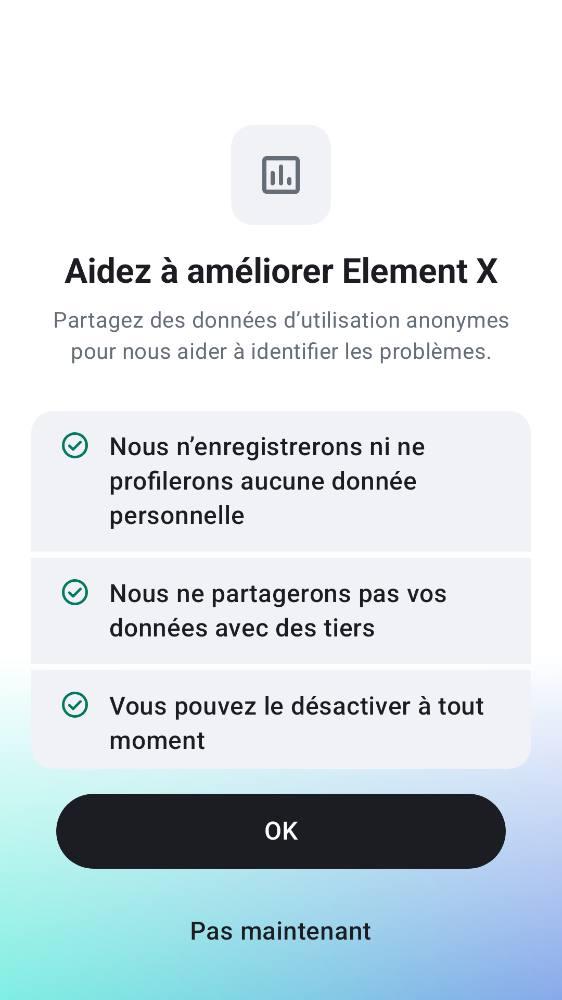 Aidez à améliorer Element X
Partagez des données d’utilisation anonymes
pour nous aider à identifier les problèmes.
Nous n’enregistrerons ni ne
profilerons aucune donnée
personnelle
Nous ne partagerons pas vos
données avec des tiers
Vous pouvez le désactiver à tout
moment
OK
Pas maintenant